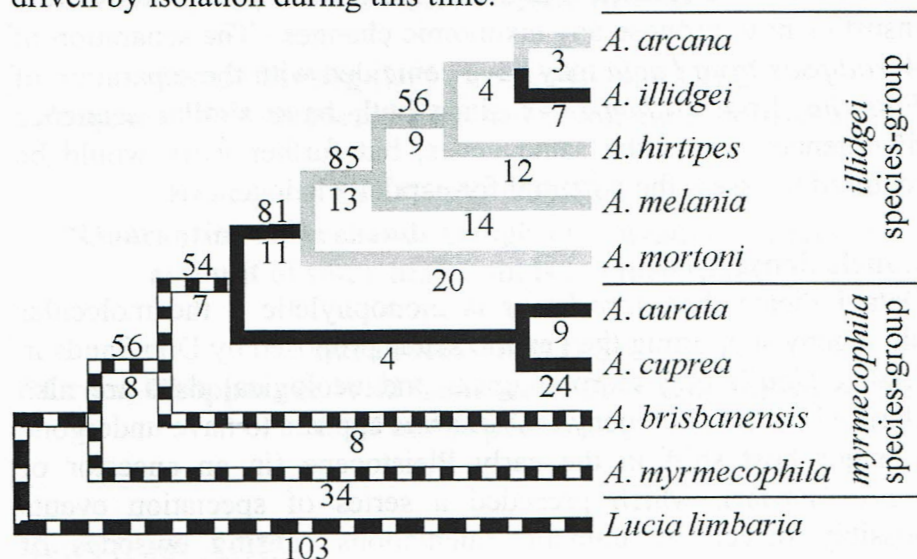 driven by isolation during this time.
A. arcana
3
56
4
A. illidgei
7
85
9
A. hirtipes
12
81
13
A. melania
14
11
A. mortoni
20
54
7
A. aurata
9
4
A. cuprea
24
56
8
A. brisbanensis
8
A. myrmecophila
34
Lucia limbaria
103
illidgei
species-group
myrmecophila
species-group